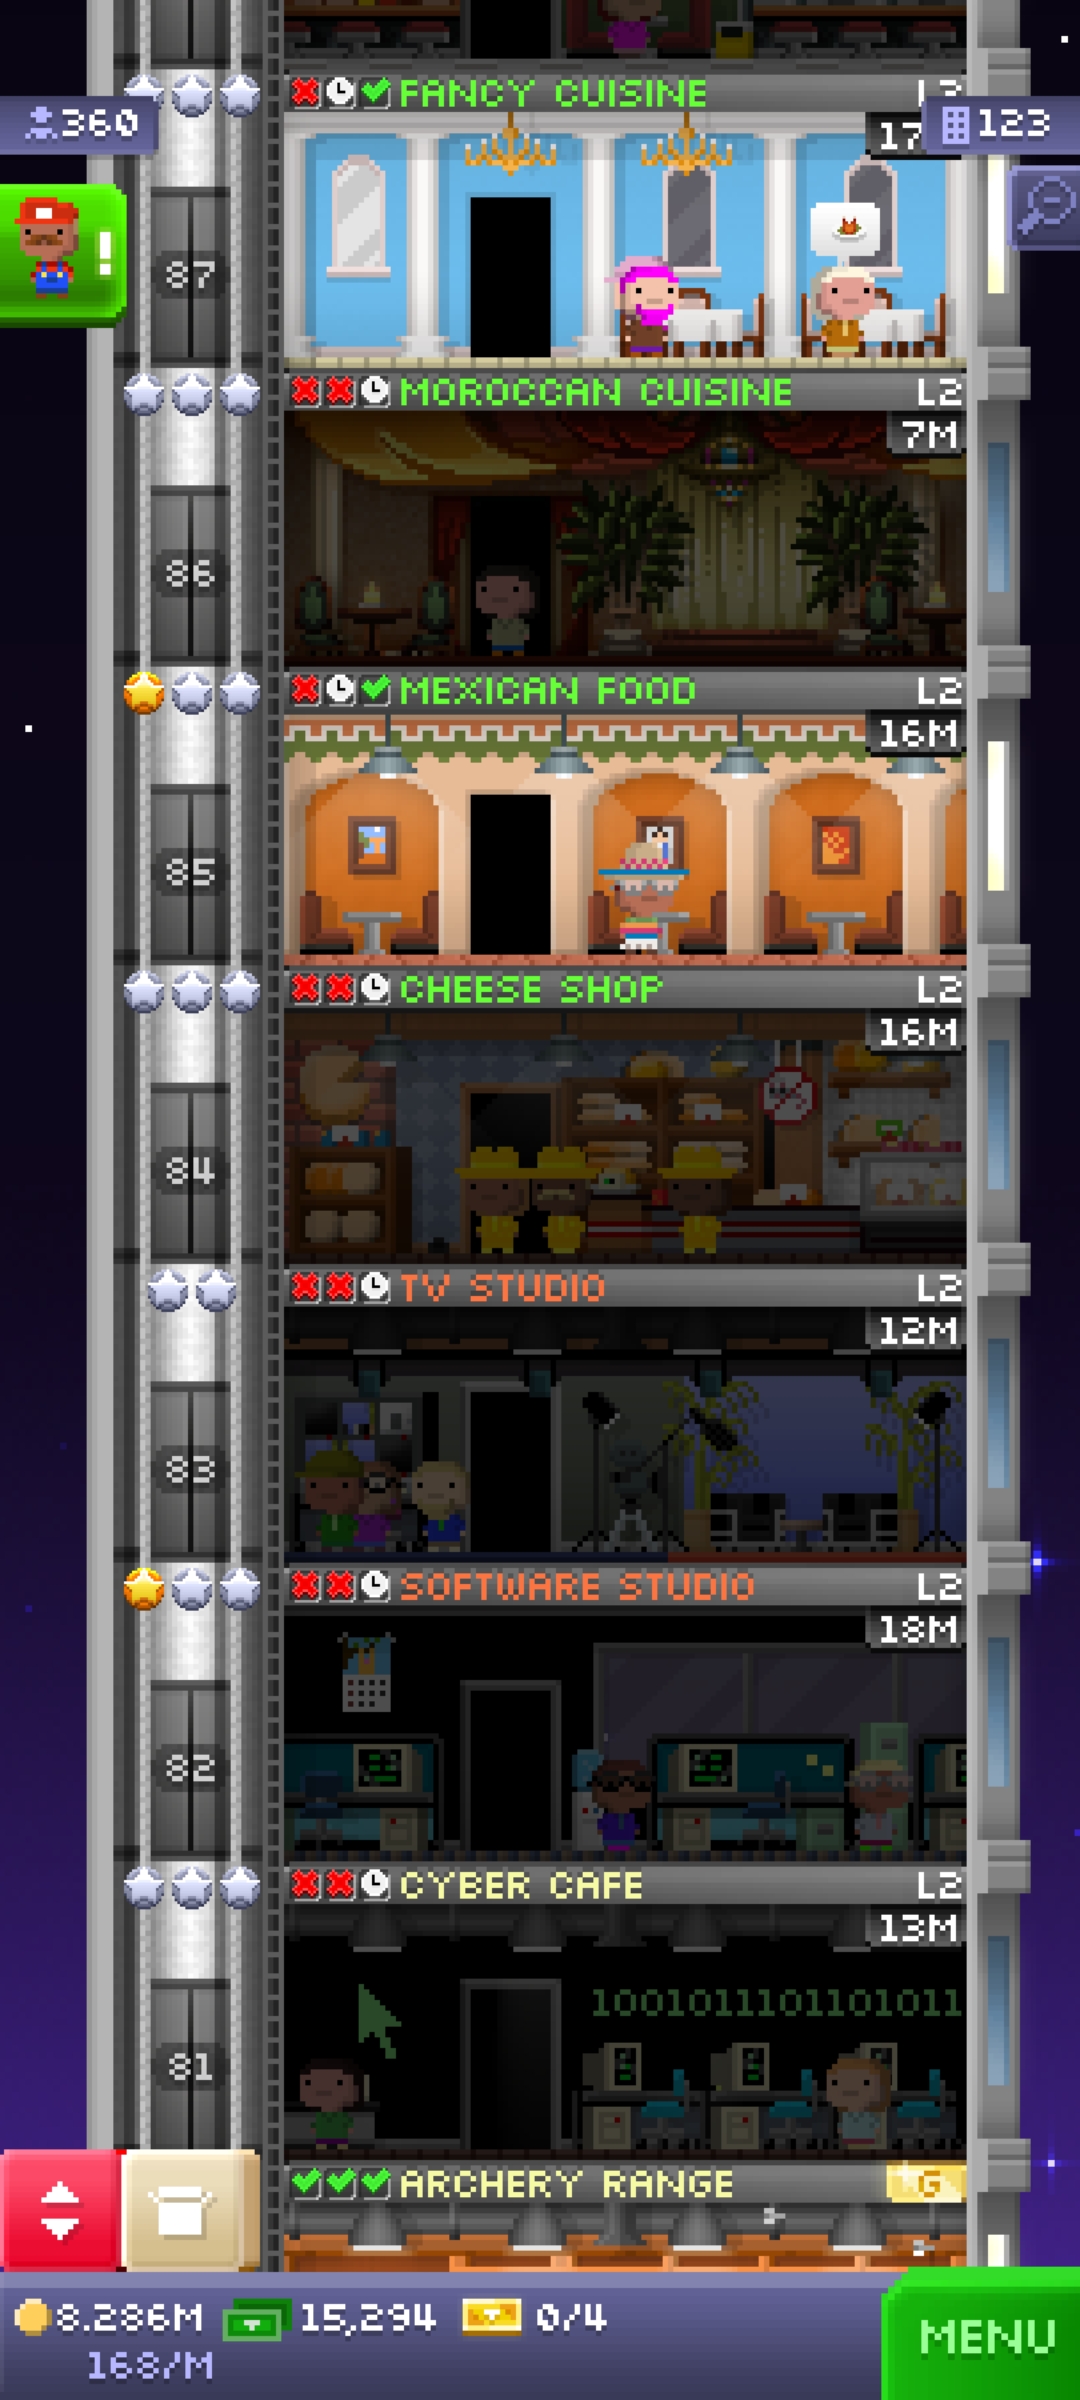 FANCY CUISINE
360
17
123
87
MOROCCAN CUISINE L2
7M
86
MEXICAN FOOD L2
16M
85
CHEESE SHOP L2
16M
84
TV STUDIO L2
12M
83
SOFTWARE STUDIO L2
18M
82
CYBER CAFE L2
13M
1001011101101011
81
ARCHERY RANGE G
8.286M 15,294 0/4
168/M
MENU